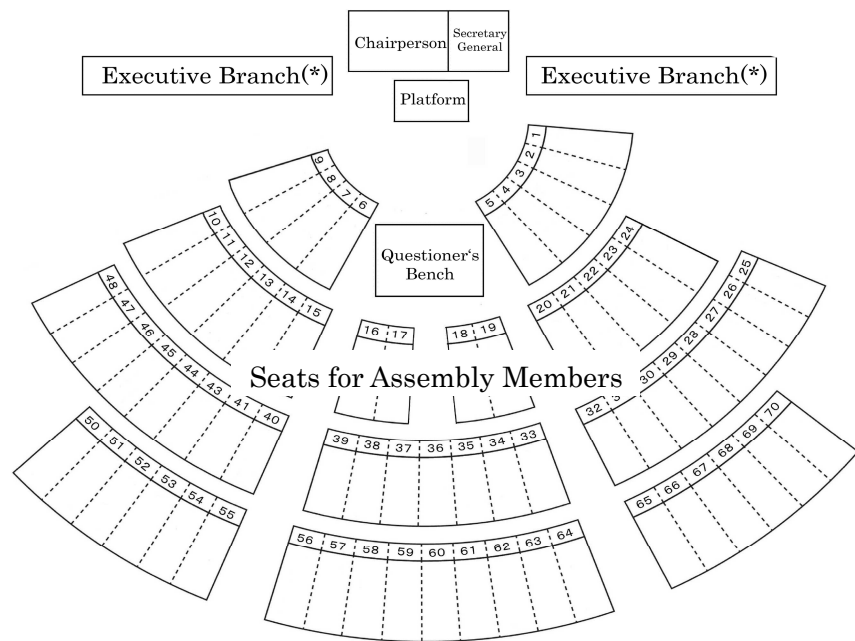 Chairperson
Secretary
General
Executive Branch(*)
Executive Branch(*)
Platform
9 8 7 6
5 4 3 2 1
Questioner's
Bench
10 11 12 13 14 15
16 17
18 19
20 21 22 23 24
48 47 46 45 44 43 41 40
32 30 29 28 27 26 25
Seats for Assembly Members
39 38 37 36 35 34 33
50 51 52 53 54 55
56 57 58 59 60 61 62 63 64
65 66 67 68 69 70